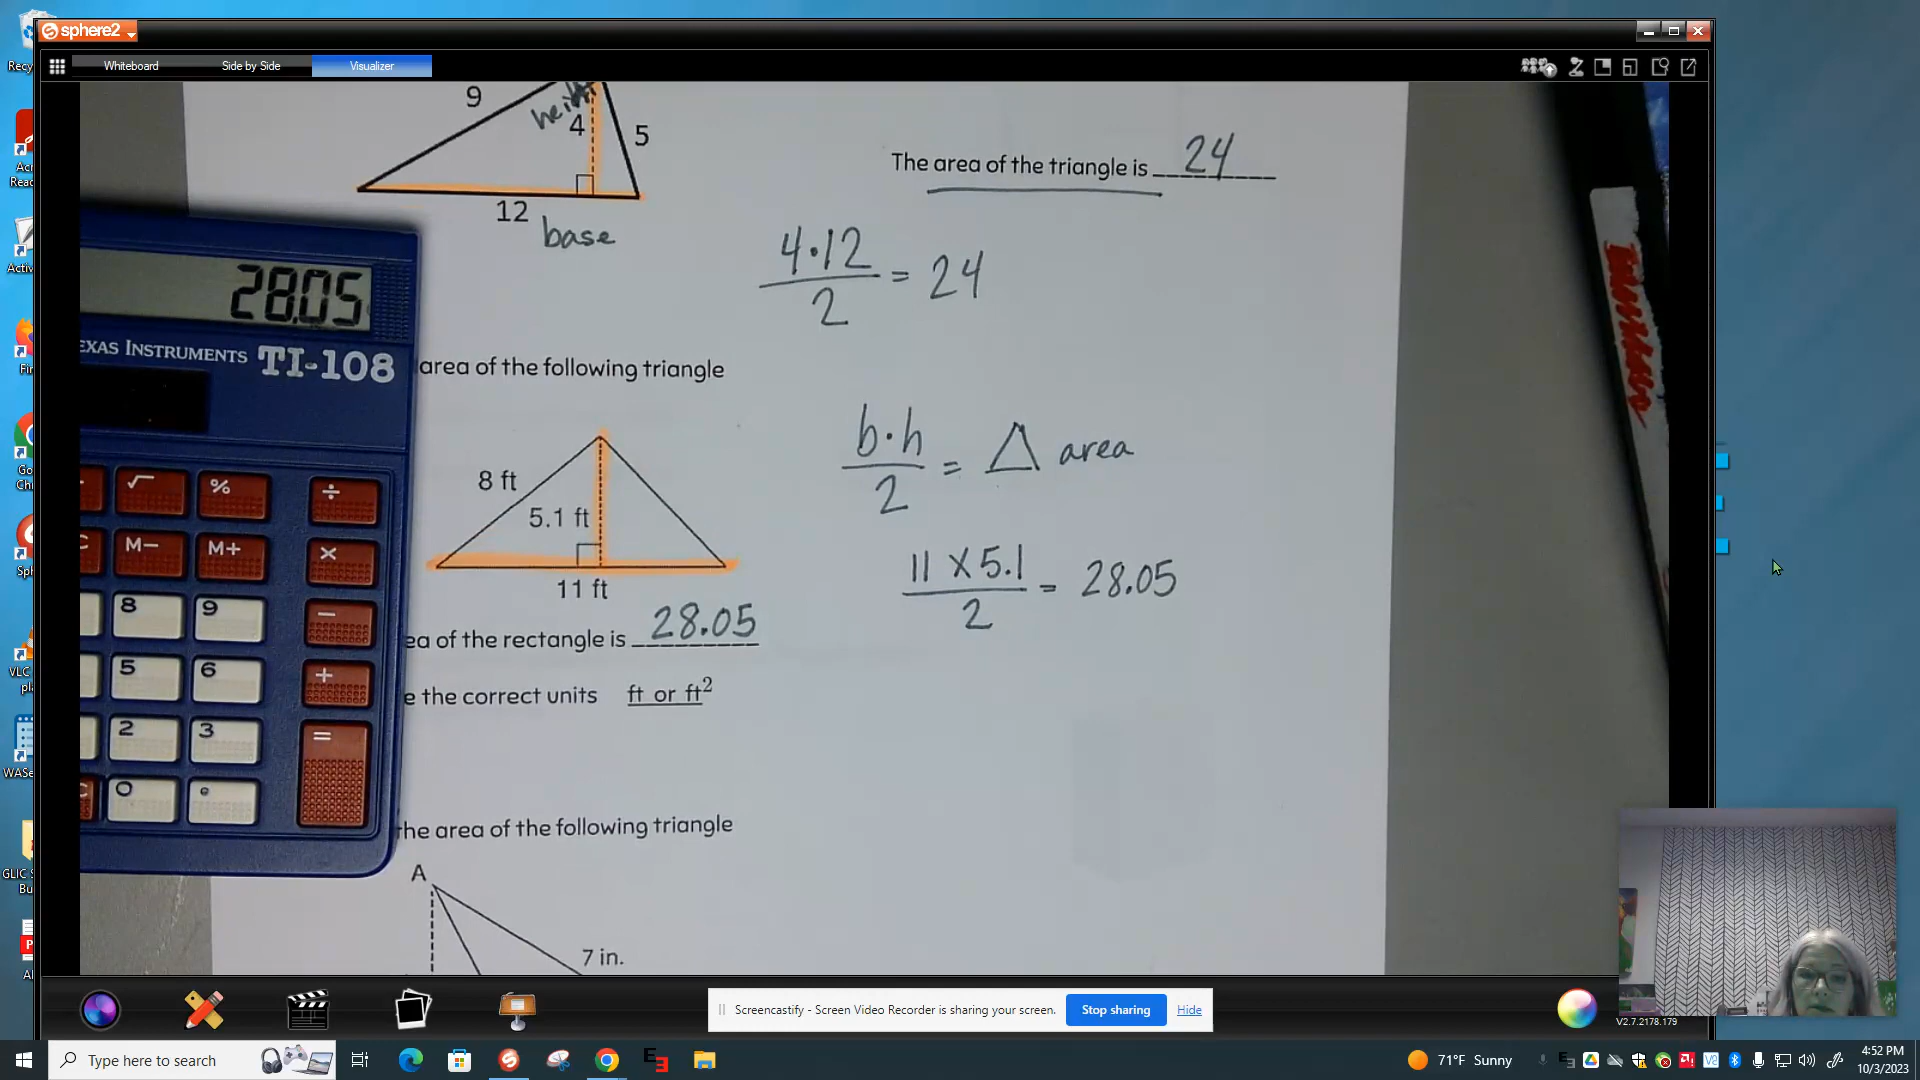 sphere2
Whiteboard
Side by Side
Visualizer
9
4
5
12
base
The area of the triangle is 24
4·12
2
= 24
28.05
TEXAS INSTRUMENTS TI-108
area of the following triangle
b·h
2
= △ area
8 ft
5.1 ft
11 ft
11 X 5.1
2
= 28.05
ea of the rectangle is 28.05
e the correct units ft or ft²
the area of the following triangle
A
7 in.
√ % ÷
M− M+ ×
8 9 −
5 6 +
2 3 =
0 .
Screencastify - Screen Video Recorder is sharing your screen.
Stop sharing
Hide
V2.7.2178.179
Type here to search
71°F Sunny
4:52 PM
10/3/2023